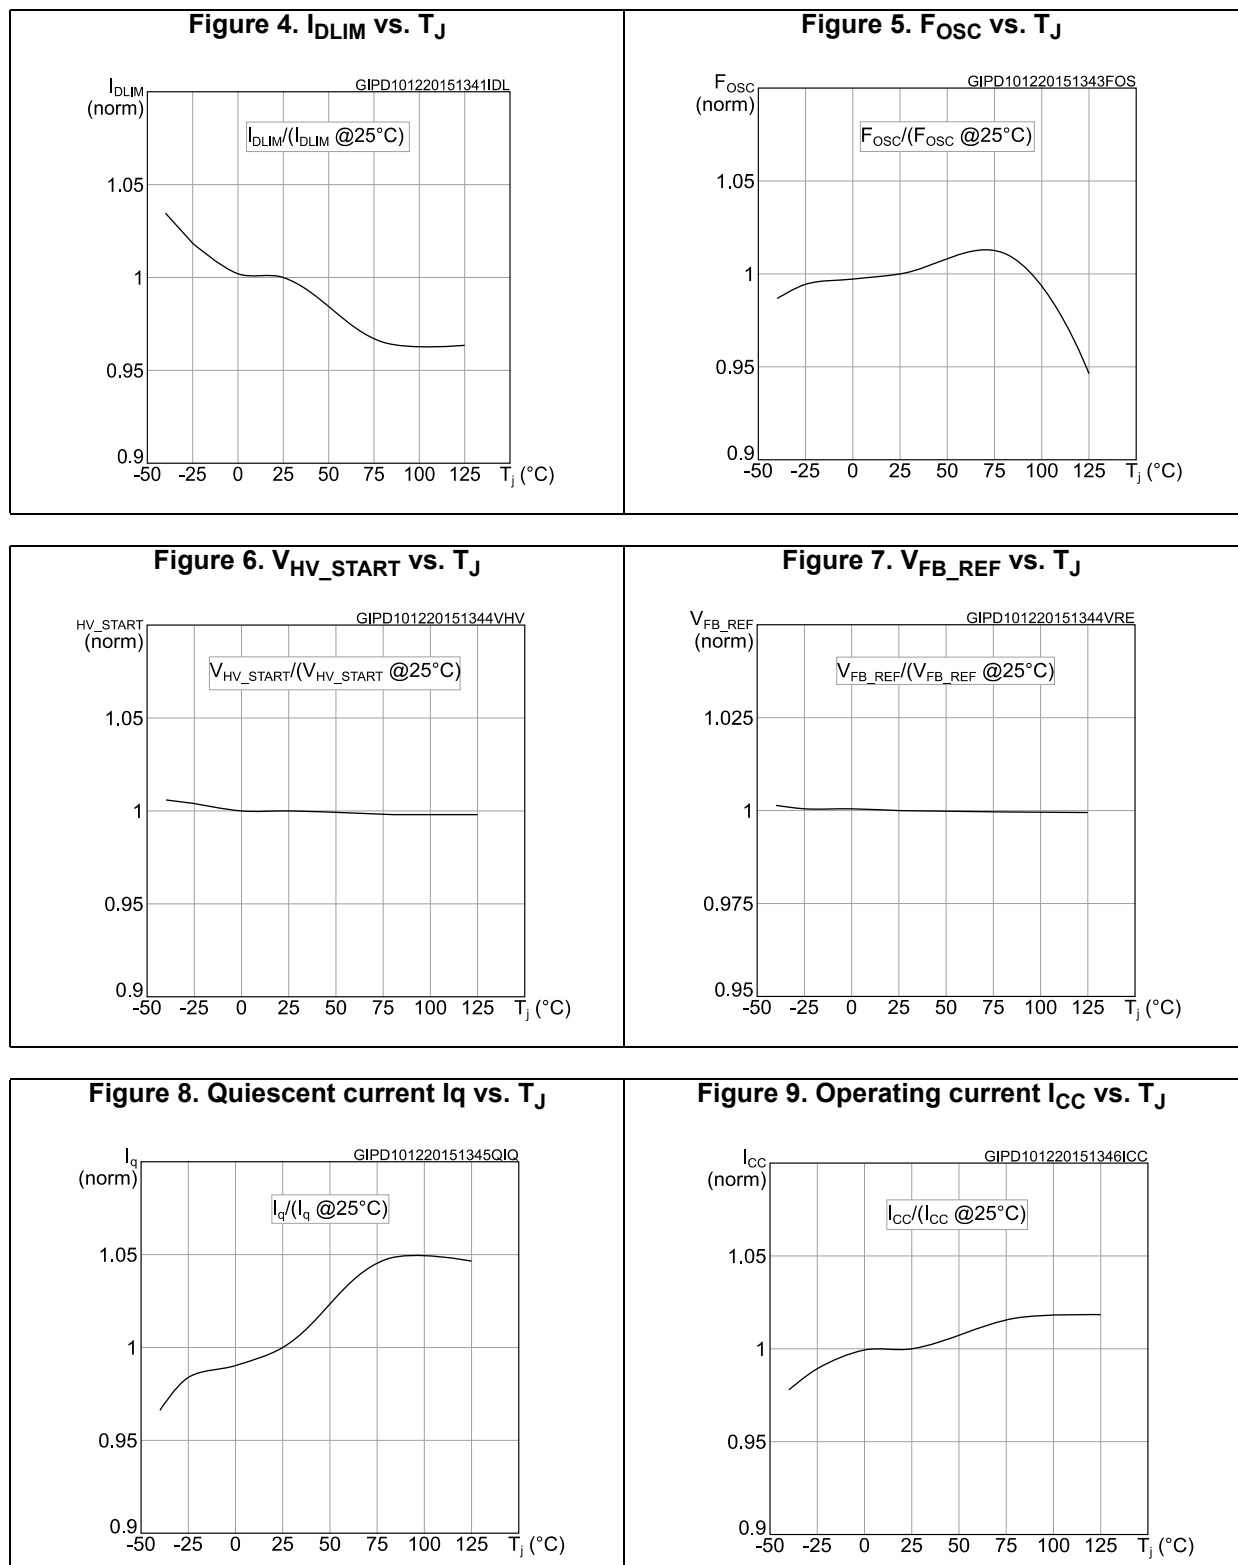 Figure 4. IDLIM vs. TJ
IDLIM
(norm)
GIPD101220151341IDL
IDLIM/(IDLIM @25°C)
1.05
1
0.95
0.9
-50 -25 0 25 50 75 100 125 Tj (°C)
Figure 5. FOSC vs. TJ
FOSC
(norm)
GIPD101220151343FOS
FOSC/(FOSC @25°C)
1.05
1
0.95
0.9
-50 -25 0 25 50 75 100 125 Tj (°C)
Figure 6. VHV_START vs. TJ
HV_START
(norm)
GIPD101220151344VHV
VHV_START/(VHV_START @25°C)
1.05
1
0.95
0.9
-50 -25 0 25 50 75 100 125 Tj (°C)
Figure 7. VFB_REF vs. TJ
VFB_REF
(norm)
GIPD101220151344VRE
VFB_REF/(VFB_REF @25°C)
1.025
1
0.975
0.95
-50 -25 0 25 50 75 100 125 Tj (°C)
Figure 8. Quiescent current Iq vs. TJ
Iq
(norm)
GIPD101220151345QIQ
Iq/(Iq @25°C)
1.05
1
0.95
0.9
-50 -25 0 25 50 75 100 125 Tj (°C)
Figure 9. Operating current ICC vs. TJ
ICC
(norm)
GIPD101220151346ICC
ICC/(ICC @25°C)
1.05
1
0.95
0.9
-50 -25 0 25 50 75 100 125 Tj (°C)